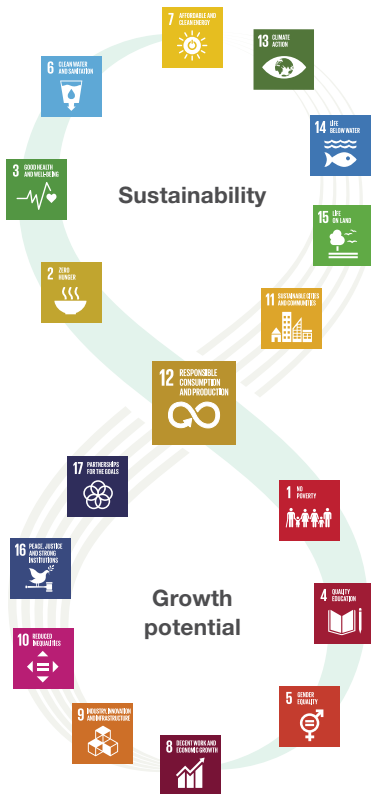 7 AFFORDABLE AND
CLEAN ENERGY
13 CLIMATE
ACTION
6 CLEAN WATER
AND SANITATION
14 LIFE
BELOW WATER
3 GOOD HEALTH
AND WELL-BEING
Sustainability
15 LIFE
ON LAND
2 ZERO
HUNGER
11 SUSTAINABLE CITIES
AND COMMUNITIES
12 RESPONSIBLE
CONSUMPTION
AND PRODUCTION
17 PARTNERSHIPS
FOR THE GOALS
1 NO
POVERTY
16 PEACE, JUSTICE
AND STRONG
INSTITUTIONS
Growth
potential
4 QUALITY
EDUCATION
10 REDUCED
INEQUALITIES
5 GENDER
EQUALITY
9 INDUSTRY, INNOVATION
AND INFRASTRUCTURE
8 DECENT WORK AND
ECONOMIC GROWTH